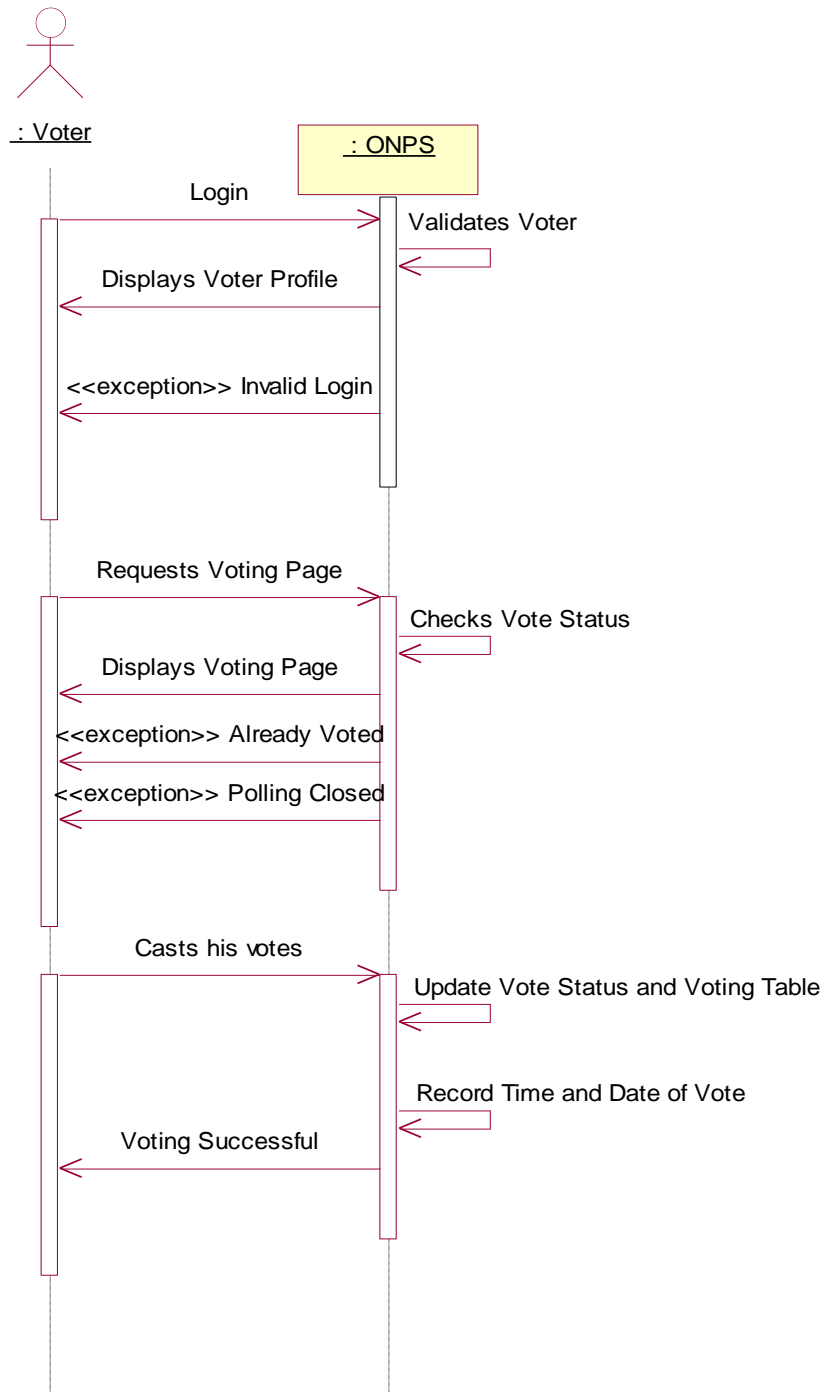 : Voter
: ONPS
Login
Validates Voter
Displays Voter Profile
<<exception>> Invalid Login
Requests Voting Page
Checks Vote Status
Displays Voting Page
<<exception>> Already Voted
<<exception>> Polling Closed
Casts his votes
Update Vote Status and Voting Table
Record Time and Date of Vote
Voting Successful